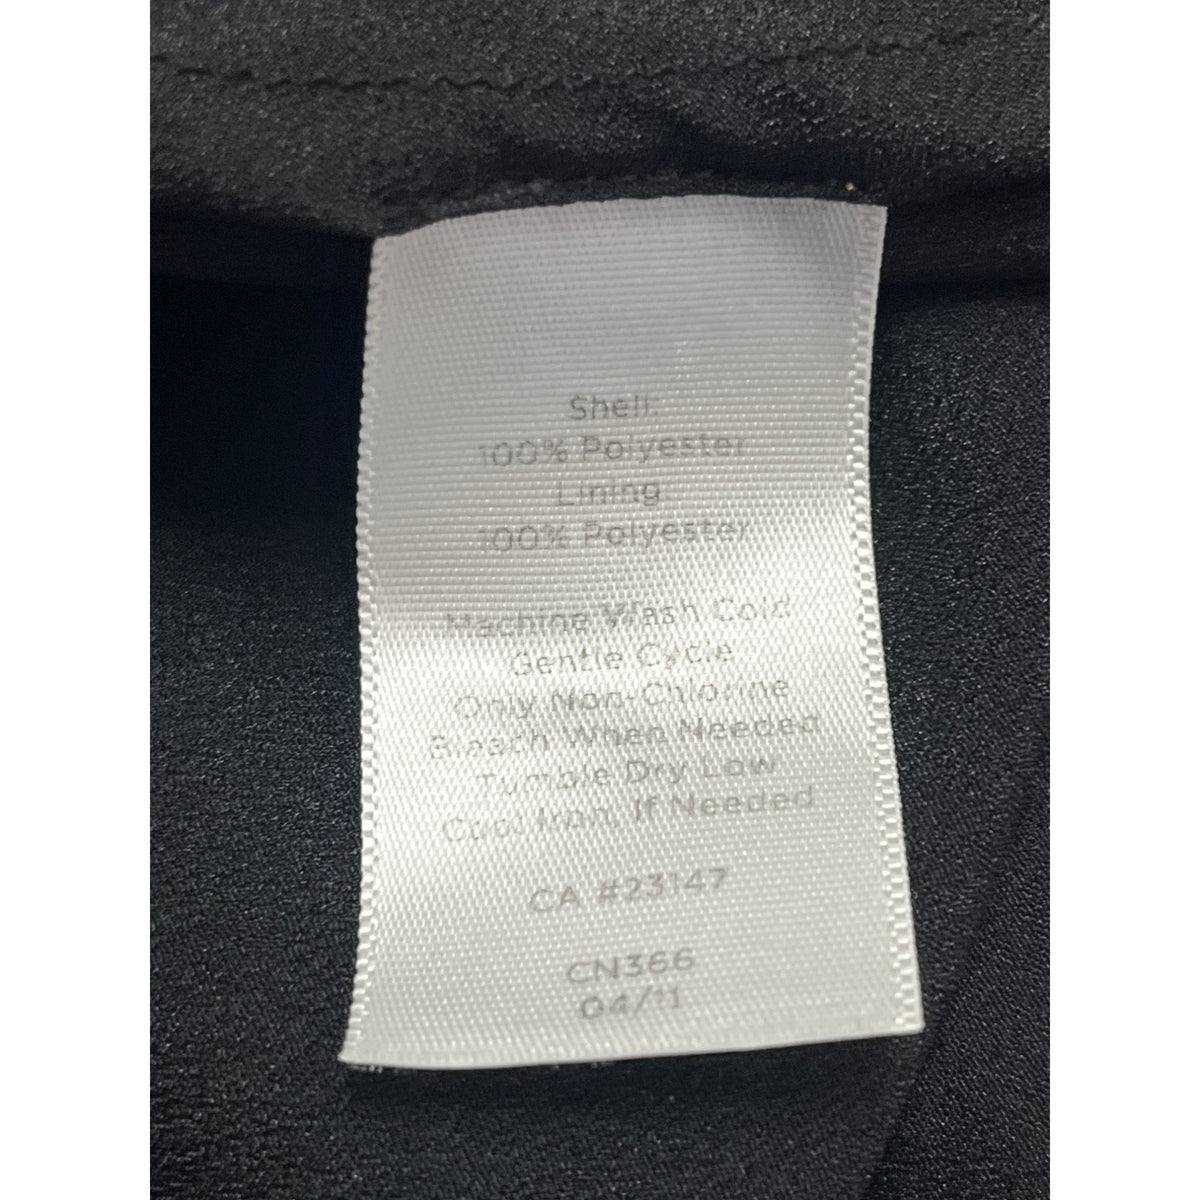 Shell:
100% Polyester
Lining
100% Polyester
Machine Wash Cold
Gentle Cycle
Only Non-Chlorine
Bleach When Needed
Tumble Dry Low
Cool Iron If Needed
CA #23147
CN366
04/11